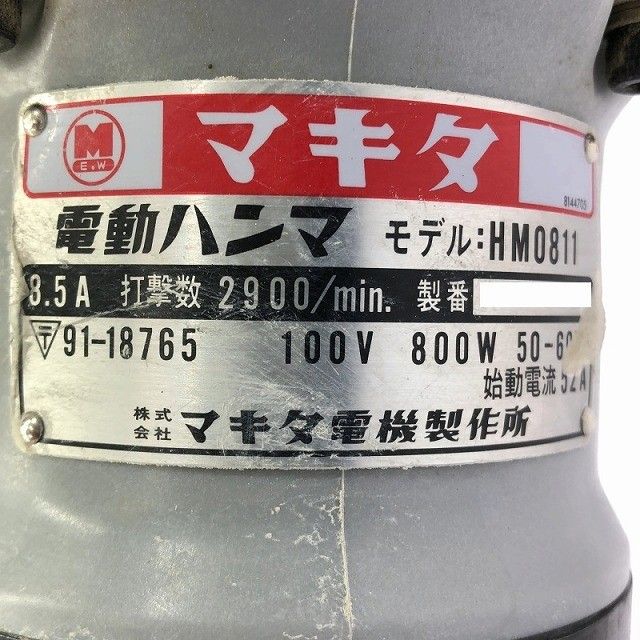 M
E.W
マキタ
8144705
電動ハンマ モデル:HM0811
8.5A 打撃数 2900/min. 製番
〒91-18765 100V 800W 50-60
始動電流 52A
株式会社 マキタ電機製作所